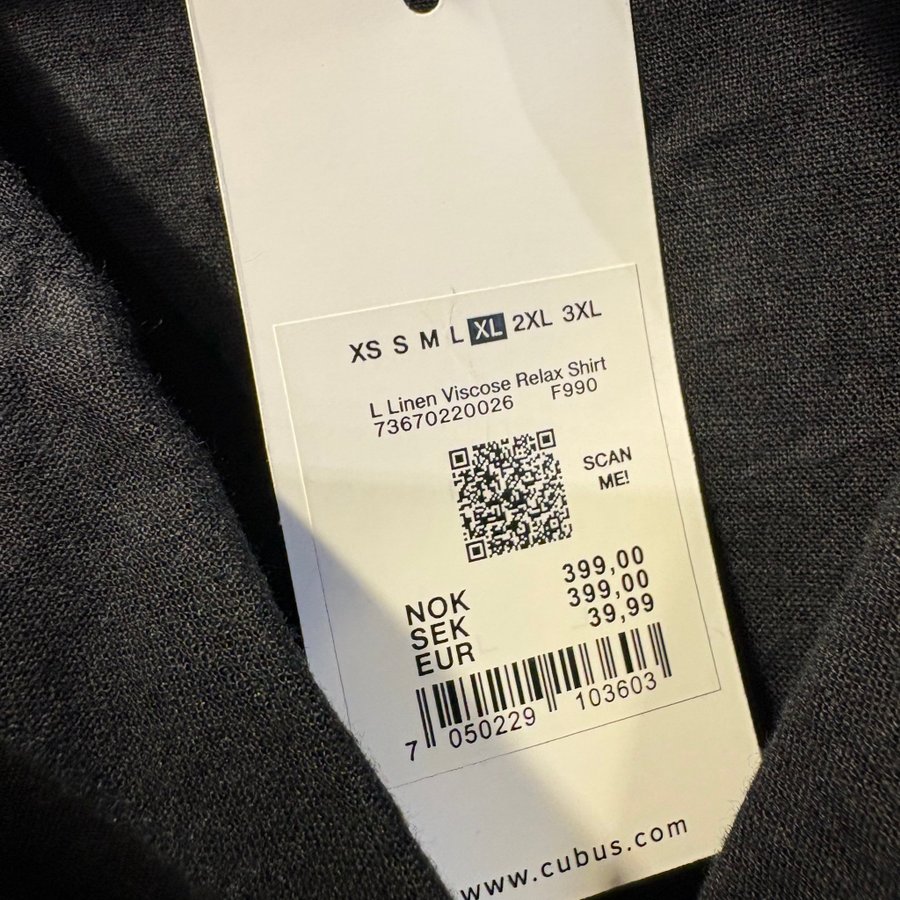 XS S M L XL 2XL 3XL
L Linen Viscose Relax Shirt
73670220026 F990
SCAN
ME!
NOK 399,00
SEK 399,00
EUR 39,99
7 050229 103603
www.cubus.com